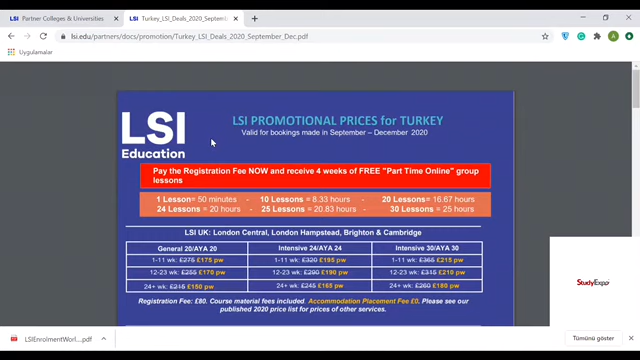 LSI Partner Colleges & Universities
LSI Turkey_LSI_Deals_2020_Septemb
lsi.edu/partners/docs/promotion/Turkey_LSI_Deals_2020_September_Dec.pdf
Uygulamalar
LSI
Education
LSI PROMOTIONAL PRICES for TURKEY
Valid for bookings made in September – December 2020
Pay the Registration Fee NOW and receive 4 weeks of FREE "Part Time Online" group
lessons
1 Lesson= 50 minutes - 10 Lessons = 8.33 hours - 20 Lessons = 16.67 hours
24 Lessons = 20 hours - 25 Lessons = 20.83 hours - 30 Lessons = 25 hours
LSI UK: London Central, London Hampstead, Brighton & Cambridge
General 20/AYA 20 Intensive 24/AYA 24 Intensive 30/AYA 30
1-11 wk: £275 £175 pw 1-11 wk: £320 £195 pw 1-11 wk: £365 £215 pw
12-23 wk: £255 £170 pw 12-23 wk: £290 £190 pw 12-23 wk: £315 £210 pw
24+ wk: £215 £150 pw 24+ wk: £245 £165 pw 24+ wk: £260 £180 pw
Registration Fee: £80. Course material fees included. Accommodation Placement Fee £0. Please see our
published 2020 price list for prices of other services.
StudyExpo
LSIEnrolmentWorl....pdf
Tümünü göster